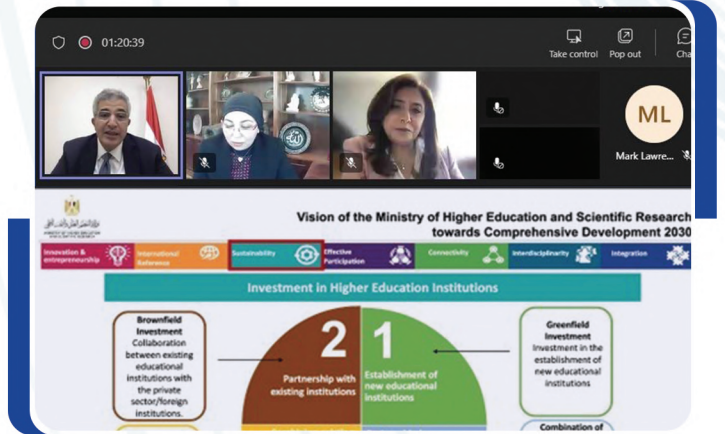 01:20:39
Take control
Pop out
ML
Mark Lawre...
Vision of the Ministry of Higher Education and Scientific Research
towards Comprehensive Development 2030
Innovation &
entrepreneurship
International
Reference
Sustainability
Effective
Participation
Connectivity
Interdisciplinarity
Integration
Investment in Higher Education Institutions
Brownfield
Investment
Collaboration
between existing
educational
institutions with
the private
sector/foreign
institutions.
2
Partnership with
existing institutions
1
Establishment of
new educational
institutions
Greenfield
Investment
Investment in the
establishment of
new educational
institutions
Combination of